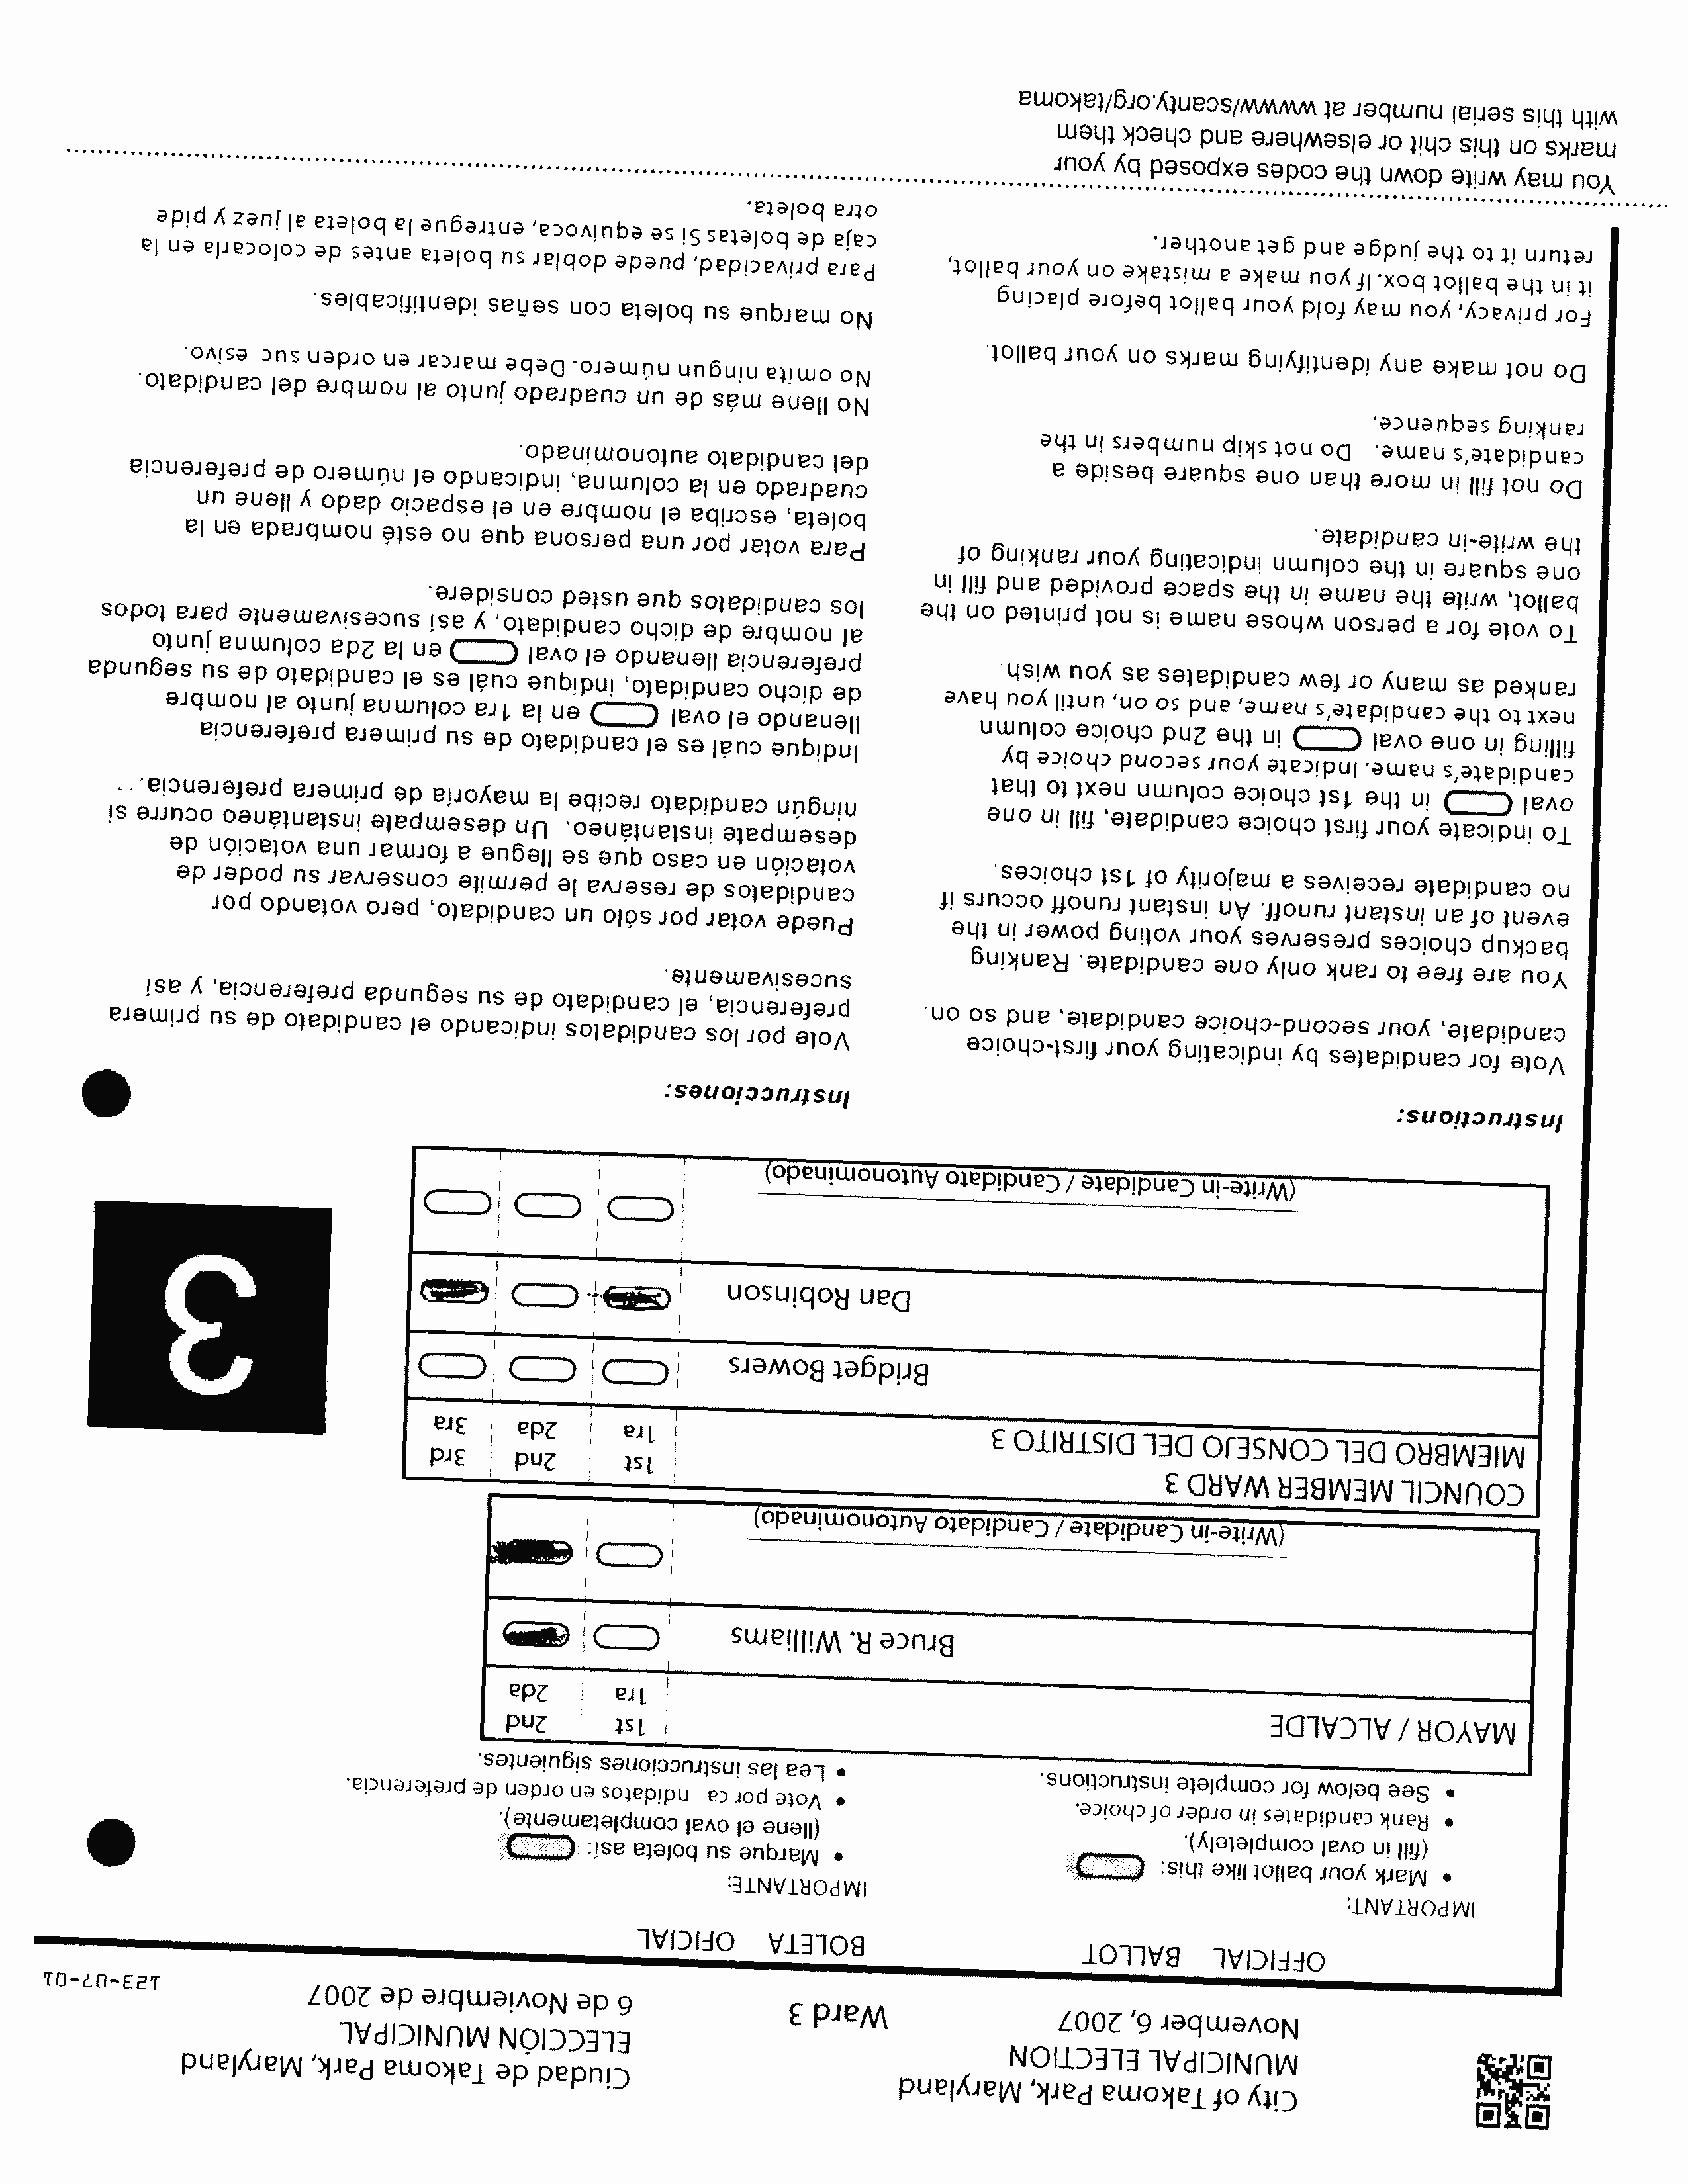 City of Takoma Park, Maryland
MUNICIPAL ELECTION
November 6, 2007
Ward 3
Ciudad de Takoma Park, Maryland
ELECCIÓN MUNICIPAL
6 de Noviembre de 2007
123-07-01
OFFICIAL BALLOT
BOLETA OFICIAL
IMPORTANT:
• Mark your ballot like this:
(fill in oval completely).
• Rank candidates in order of choice.
• See below for complete instructions.
IMPORTANTE:
• Marque su boleta así:
(llene el oval completamente).
• Vote por ca ndidatos en orden de preferencia.
• Lea las instrucciones siguientes.
MAYOR / ALCALDE
1st 2nd
1ra 2da
Bruce R. Williams
(Write-in Candidate / Candidato Autonominado)
COUNCIL MEMBER WARD 3
MIEMBRO DEL CONSEJO DEL DISTRITO 3
1st 2nd 3rd
1ra 2da 3ra
Bridget Bowers
Dan Robinson
(Write-in Candidate / Candidato Autonominado)
3
Instructions:
Vote for candidates by indicating your first-choice
candidate, your second-choice candidate, and so on.
You are free to rank only one candidate. Ranking
backup choices preserves your voting power in the
event of an instant runoff. An instant runoff occurs if
no candidate receives a majority of 1st choices.
To indicate your first choice candidate, fill in one
oval in the 1st choice column next to that
candidate's name. Indicate your second choice by
filling in one oval in the 2nd choice column
next to the candidate's name, and so on, until you have
ranked as many or few candidates as you wish.
To vote for a person whose name is not printed on the
ballot, write the name in the space provided and fill in
one square in the column indicating your ranking of
the write-in candidate.
Do not fill in more than one square beside a
candidate's name. Do not skip numbers in the
ranking sequence.
Do not make any identifying marks on your ballot.
For privacy, you may fold your ballot before placing
it in the ballot box. If you make a mistake on your ballot,
return it to the judge and get another.
Instrucciones:
Vote por los candidatos indicando el candidato de su primera
preferencia, el candidato de su segunda preferencia, y así
sucesivamente.
Puede votar por sólo un candidato, pero votando por
candidatos de reserva le permite conservar su poder de
votación en caso que se llegue a formar una votación de
desempate instantáneo. Un desempate instantáneo ocurre si
ningún candidato recibe la mayoría de primera preferencia.
Indique cuál es el candidato de su primera preferencia
llenando el oval en la 1ra columna junto al nombre
de dicho candidato, indique cuál es el candidato de su segunda
preferencia llenando el oval en la 2da columna junto
al nombre de dicho candidato, y así sucesivamente para todos
los candidatos que usted considere.
Para votar por una persona que no esté nombrada en la
boleta, escriba el nombre en el espacio dado y llene un
cuadrado en la columna, indicando el número de preferencia
del candidato autonominado.
No llene más de un cuadrado junto al nombre del candidato.
No omita ningun número. Debe marcar en orden suc esivo.
No marque su boleta con señas identificables.
Para privacidad, puede doblar su boleta antes de colocarla en la
caja de boletas Si se equivoca, entregue la boleta al juez y pide
otra boleta.
You may write down the codes exposed by your
marks on this chit or elsewhere and check them
with this serial number at www/scanty.org/takoma